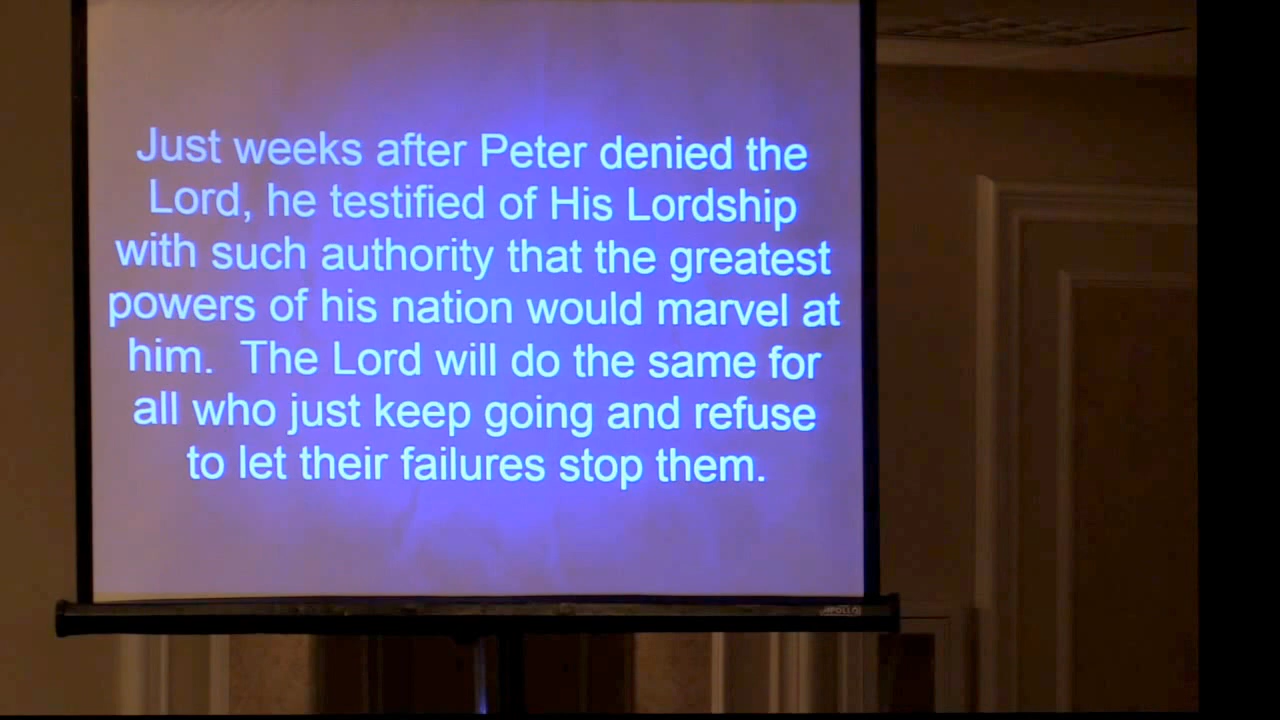 Just weeks after Peter denied the
Lord, he testified of His Lordship
with such authority that the greatest
powers of his nation would marvel at
him.  The Lord will do the same for
all who just keep going and refuse
to let their failures stop them.
APOLLO